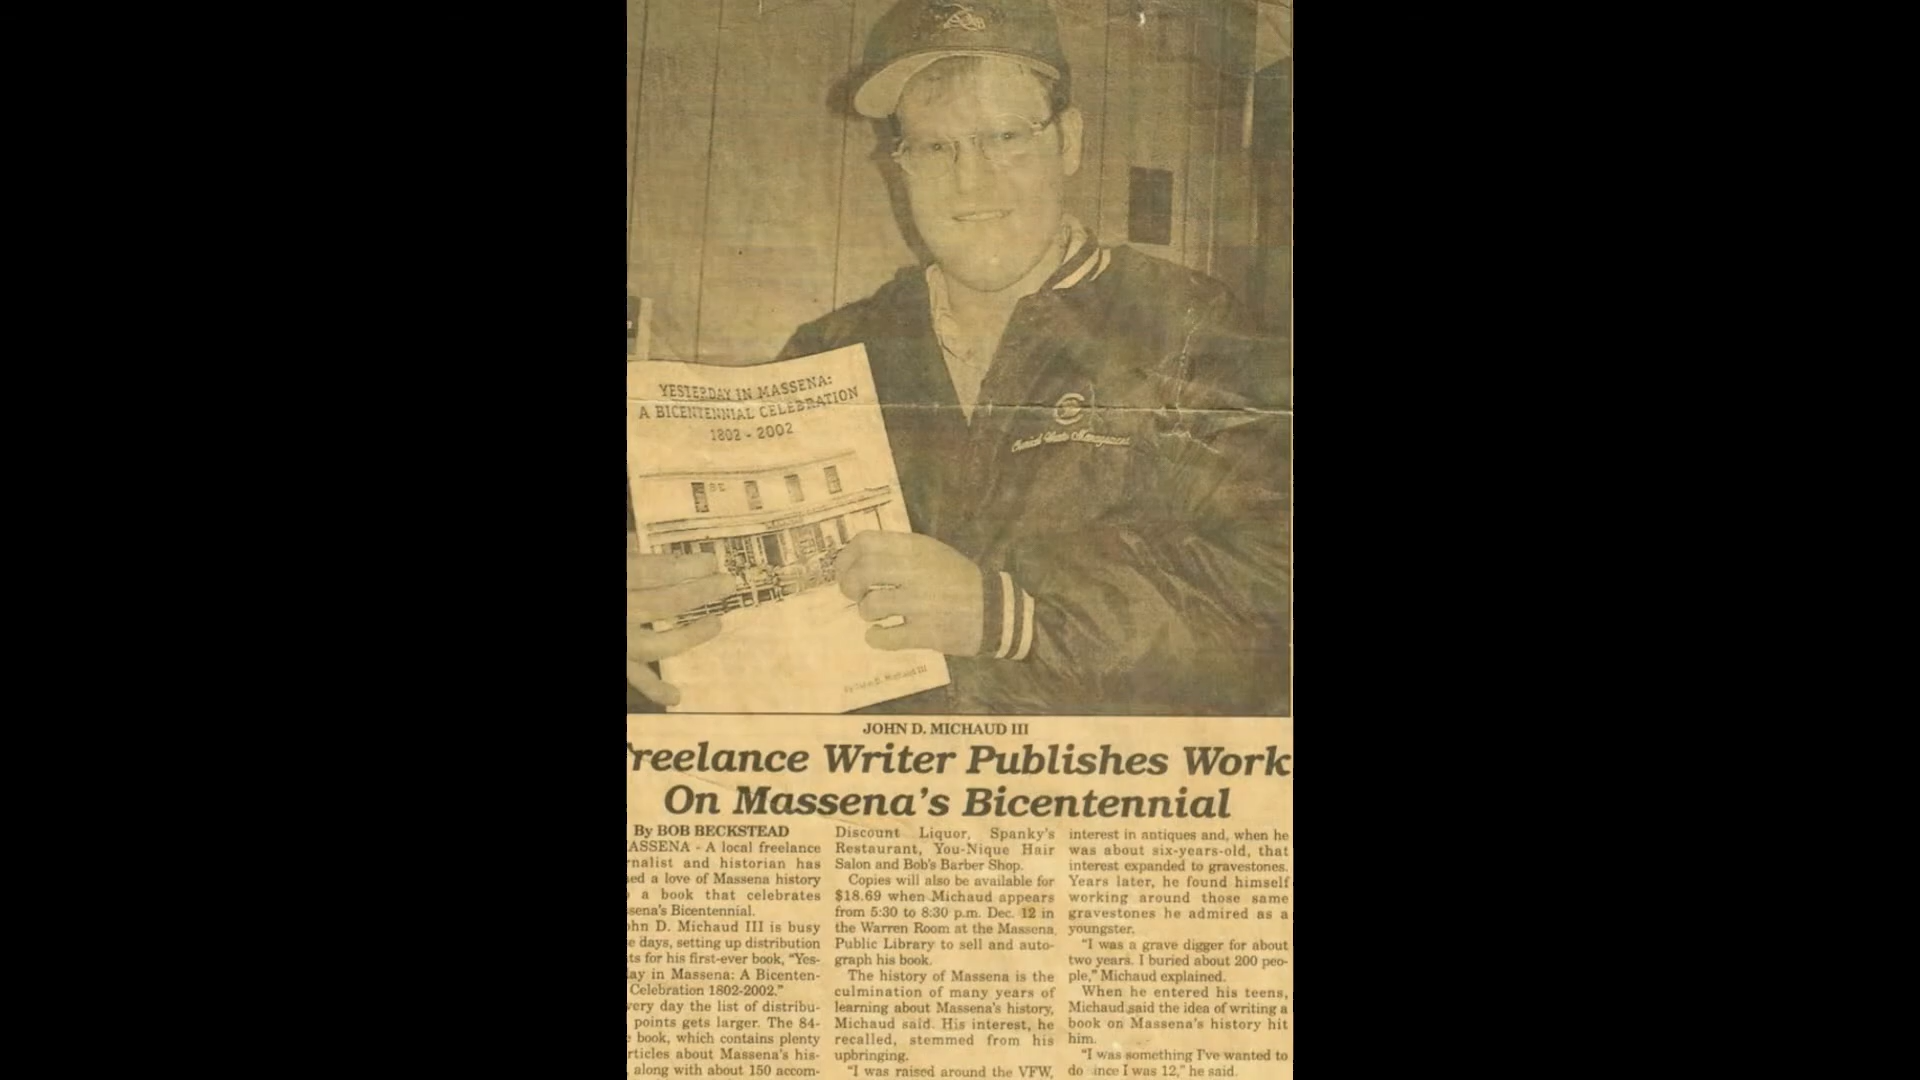 YESTERDAY IN MASSENA:
A BICENTENNIAL CELEBRATION
1802 - 2002
JOHN D. MICHAUD III
reelance Writer Publishes Work
On Massena's Bicentennial
By BOB BECKSTEAD
ASSENA - A local freelance
rnalist and historian has
ed a love of Massena history
a book that celebrates
sena's Bicentennial.
ohn D. Michaud III is busy
e days, setting up distribution
ts for his first-ever book, "Yes-
ay in Massena: A Bicenten-
Celebration 1802-2002."
very day the list of distribu-
points gets larger. The 84-
book, which contains plenty
rticles about Massena's his-
along with about 150 accom-
Discount Liquor, Spanky's
Restaurant, You-Nique Hair
Salon and Bob's Barber Shop.
Copies will also be available for
$18.69 when Michaud appears
from 5:30 to 8:30 p.m. Dec. 12 in
the Warren Room at the Massena
Public Library to sell and auto-
graph his book.
The history of Massena is the
culmination of many years of
learning about Massena's history,
Michaud said. His interest, he
recalled, stemmed from his
upbringing.
"I was raised around the VFW,
interest in antiques and, when he
was about six-years-old, that
interest expanded to gravestones.
Years later, he found himself
working around those same
gravestones he admired as a
youngster.
"I was a grave digger for about
two years. I buried about 200 peo-
ple," Michaud explained.
When he entered his teens,
Michaud said the idea of writing a
book on Massena's history hit
him.
"I was something I've wanted to
do ince I was 12," he said.